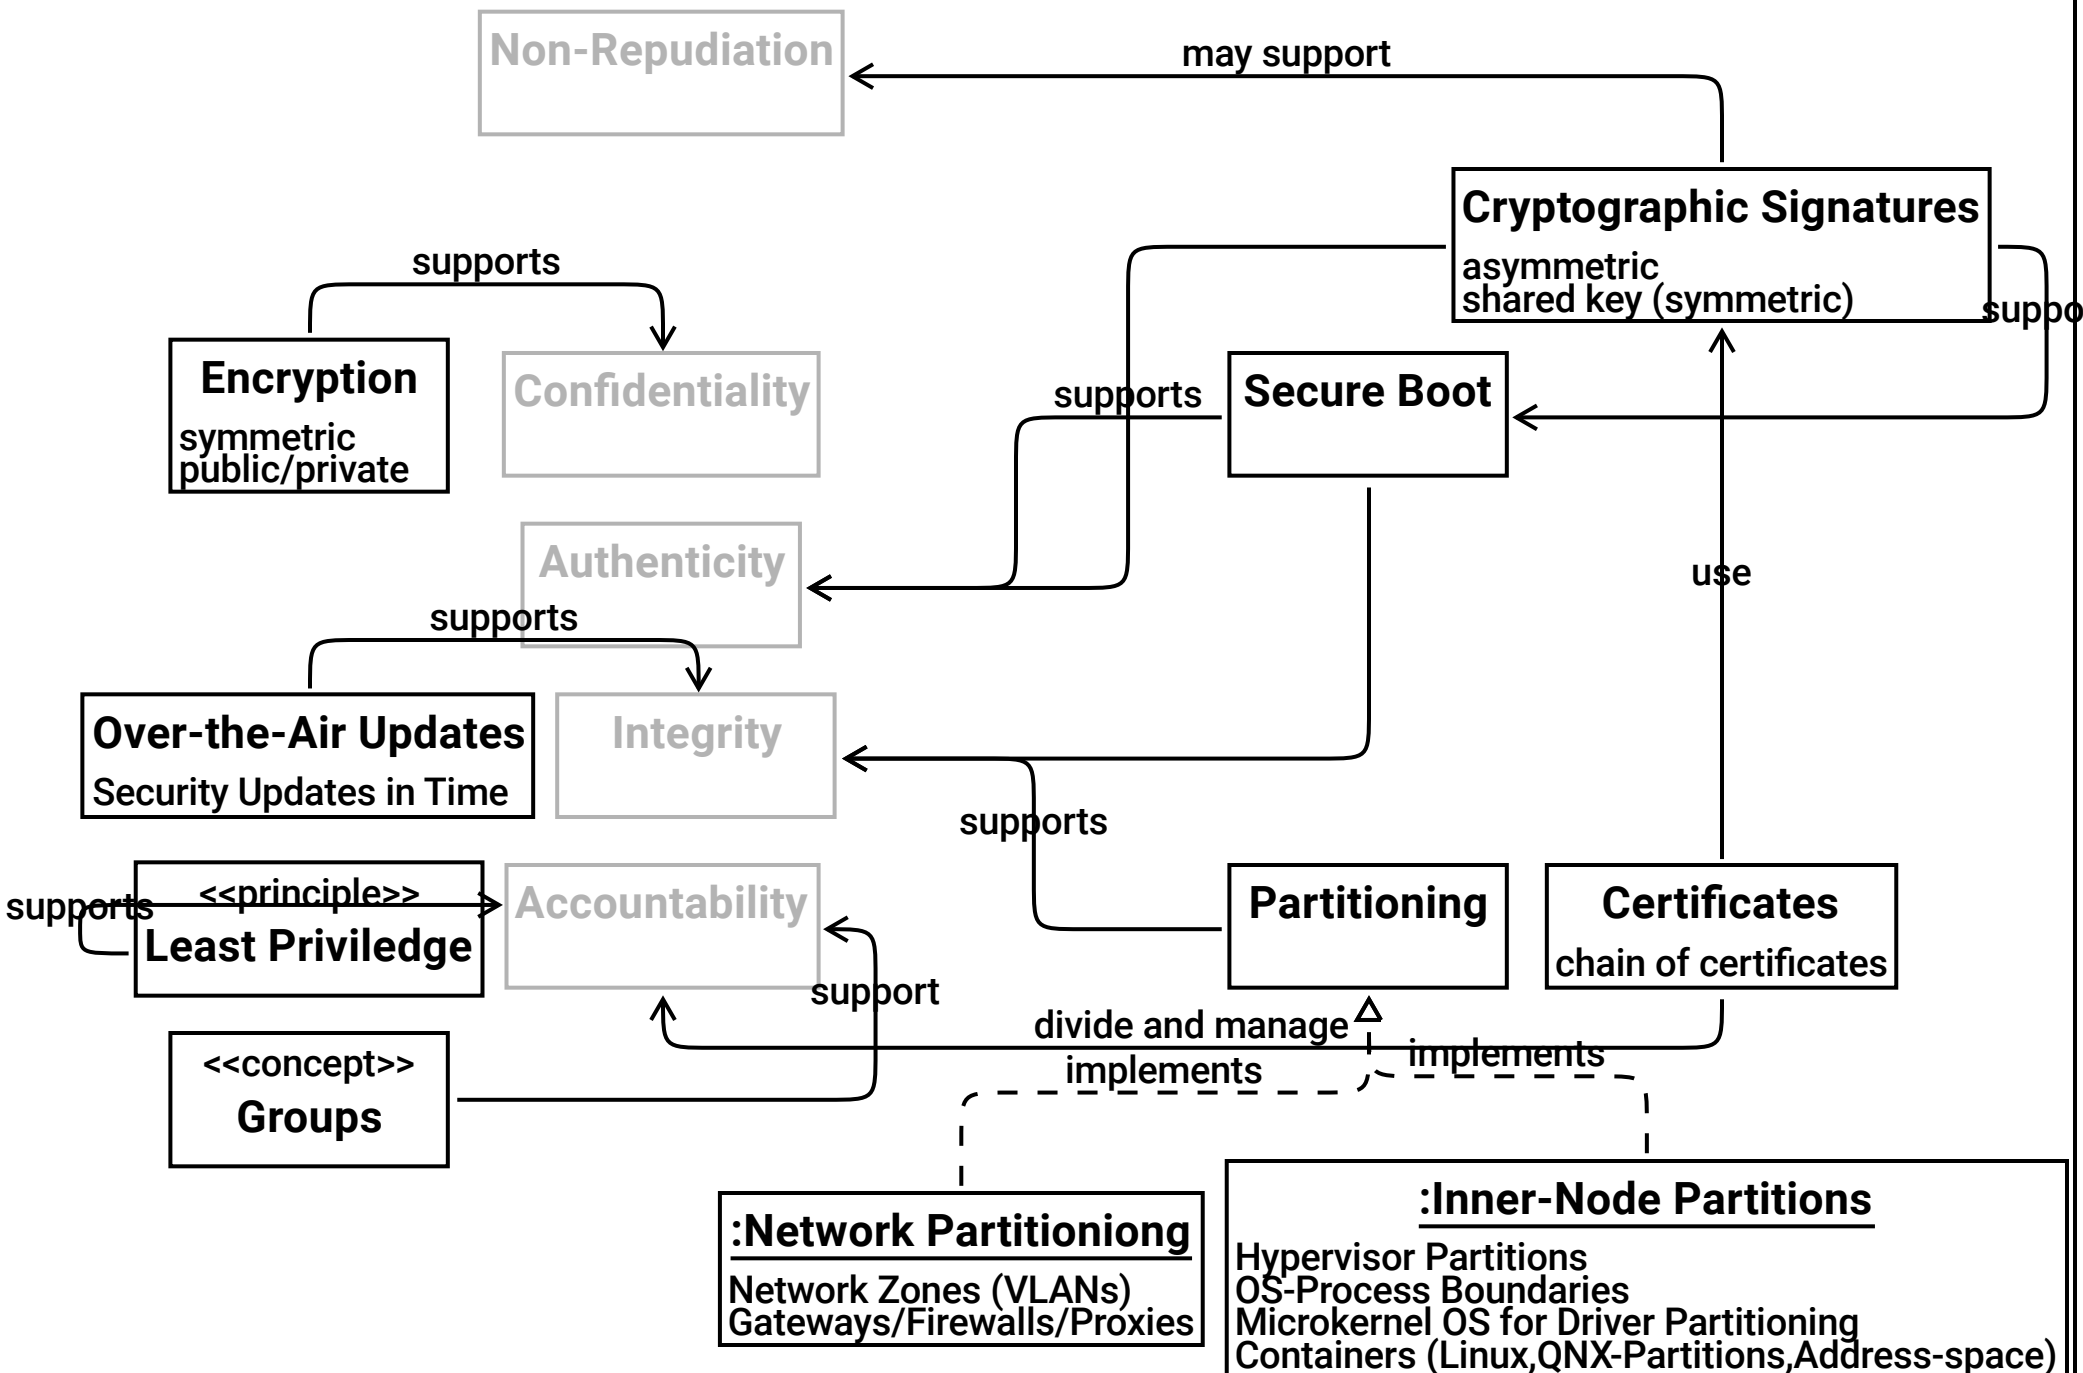 Non-Repudiation
may support
Cryptographic Signatures
asymmetric
shared key (symmetric)
suppo
supports
Encryption
symmetric
public/private
Confidentiality
supports
Secure Boot
Authenticity
use
supports
Over-the-Air Updates
Security Updates in Time
Integrity
supports
supports
<<principle>>
Least Priviledge
Accountability
support
Partitioning
Certificates
chain of certificates
divide and manage
implements
implements
<<concept>>
Groups
:Network Partitioniong
Network Zones (VLANs)
Gateways/Firewalls/Proxies
:Inner-Node Partitions
Hypervisor Partitions
OS-Process Boundaries
Microkernel OS for Driver Partitioning
Containers (Linux,QNX-Partitions,Address-space)